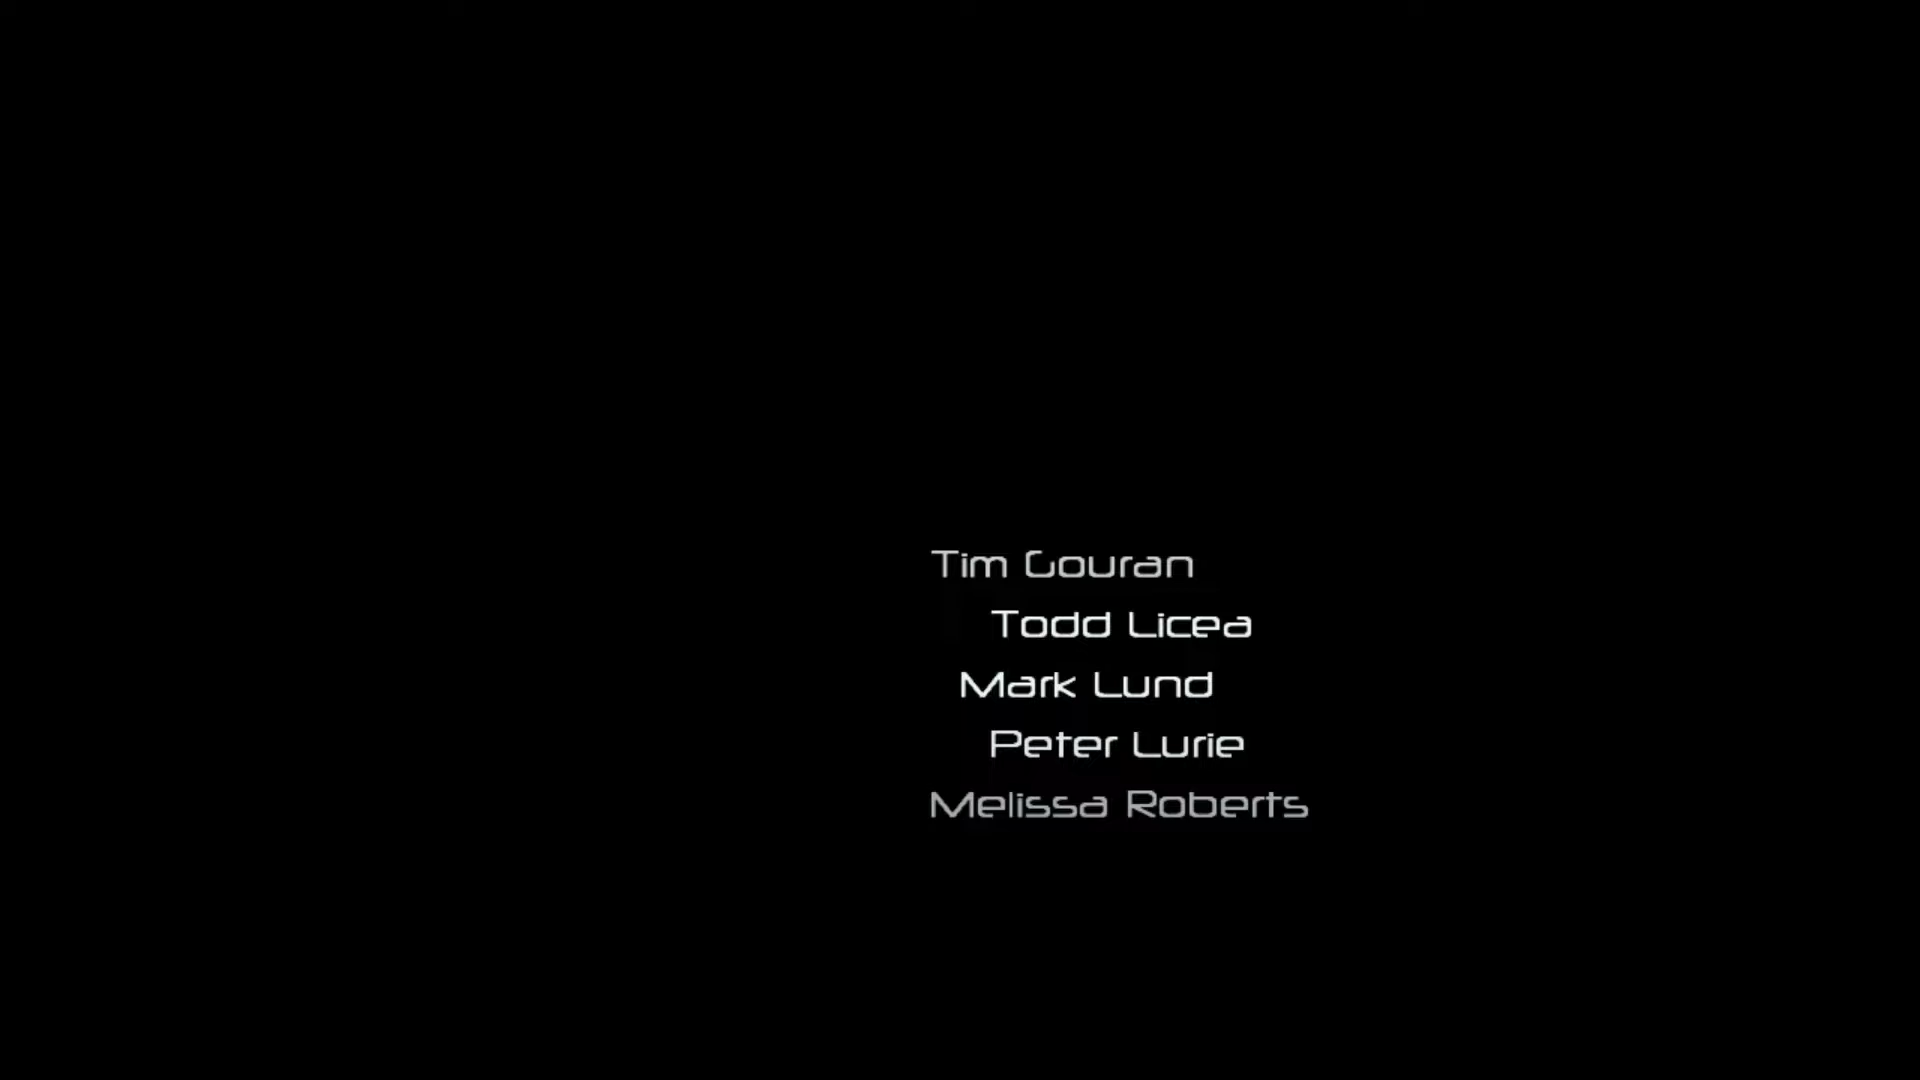 Tim Gouran
Todd Licea
Mark Lund
Peter Lurie
Melissa Roberts